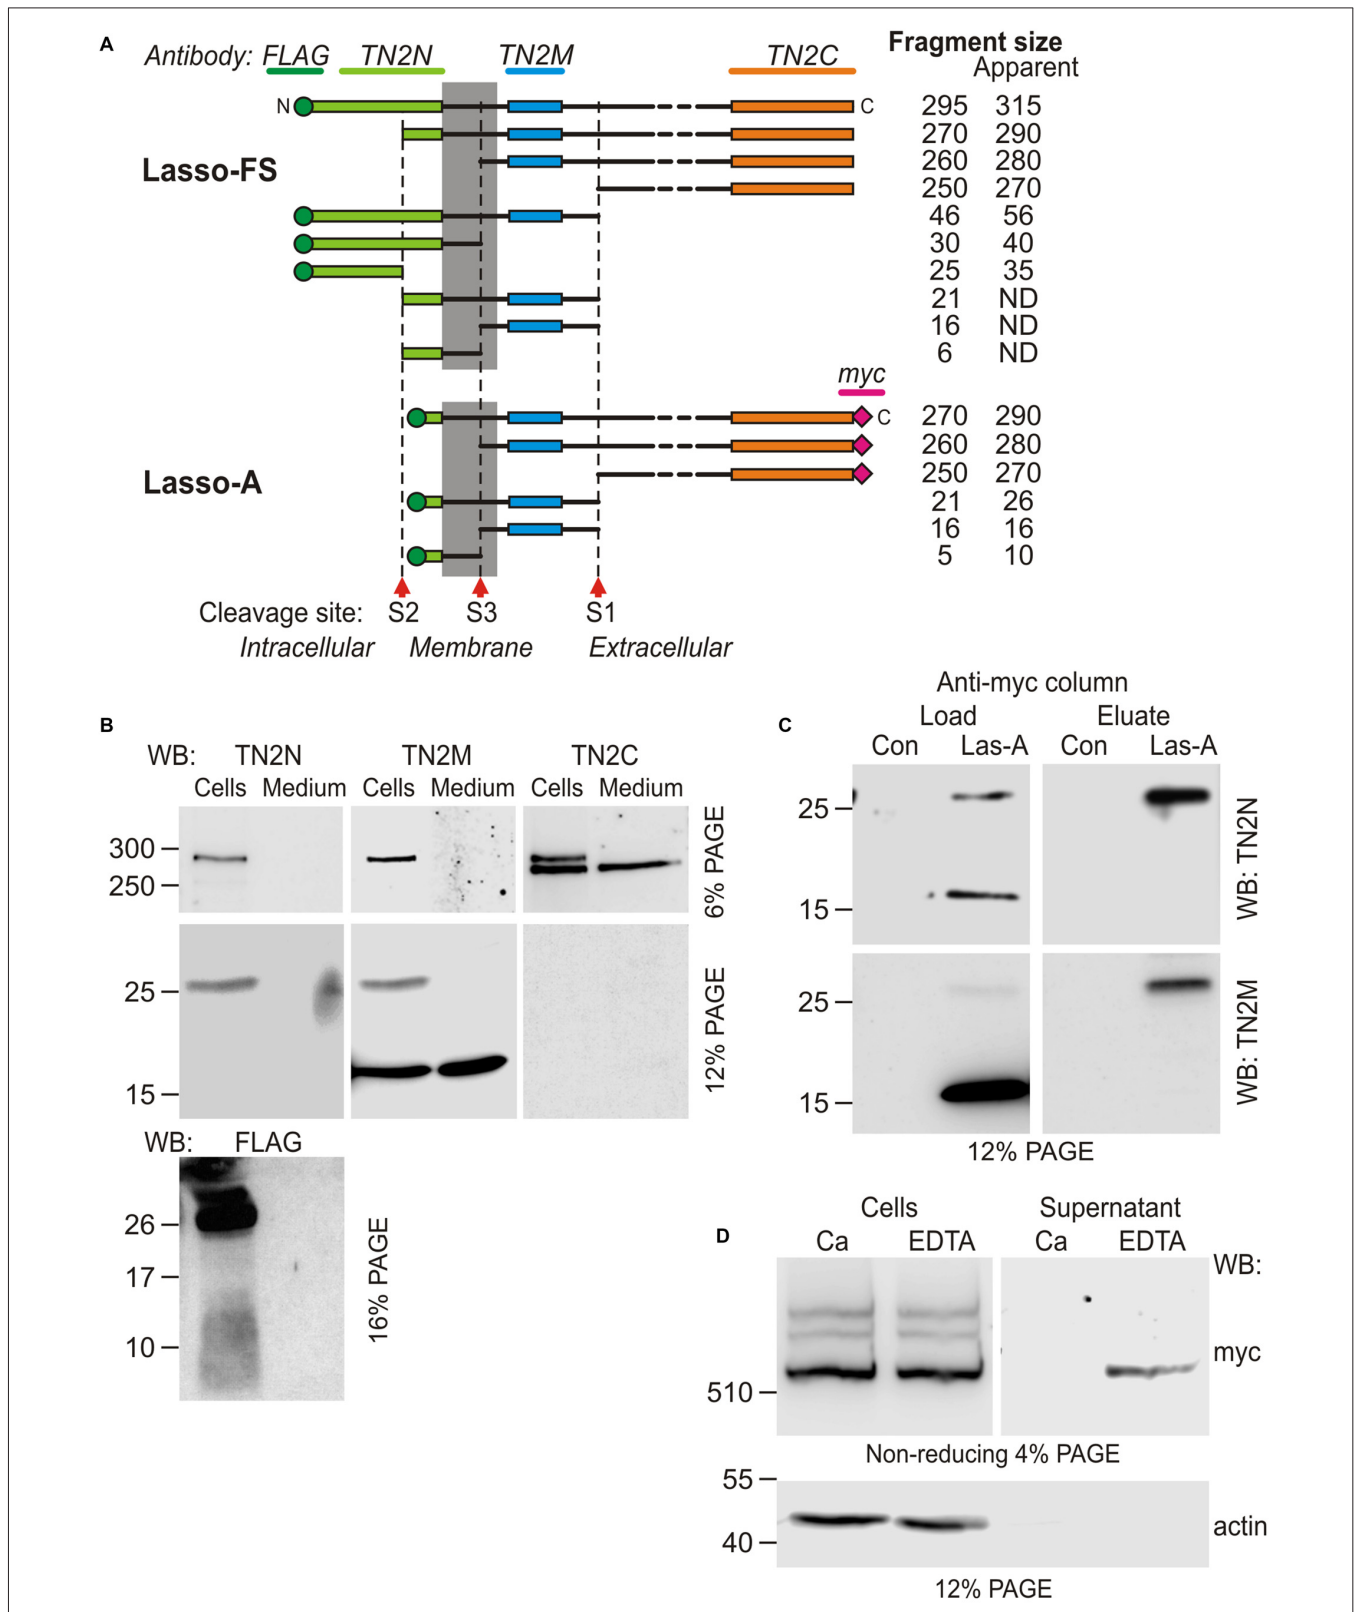 A
Antibody: FLAG TN2N TN2M TN2C Fragment size
Apparent
N C 295 315
270 290
Lasso-FS 260 280
250 270
46 56
30 40
25 35
21 ND
16 ND
6 ND
myc
C 270 290
260 280
Lasso-A 250 270
21 26
16 16
5 10
Cleavage site: S2 S3 S1
Intracellular Membrane Extracellular
B
WB: TN2N TN2M TN2C
Cells Medium Cells Medium Cells Medium
300
250
6% PAGE
25
15
12% PAGE
WB: FLAG
26
17
10
16% PAGE
C
Anti-myc column
Load Eluate
Con Las-A Con Las-A
25
15
WB: TN2N
25
15
WB: TN2M
12% PAGE
D
Cells Supernatant
Ca EDTA Ca EDTA
WB:
myc
510
Non-reducing 4% PAGE
55
40
actin
12% PAGE